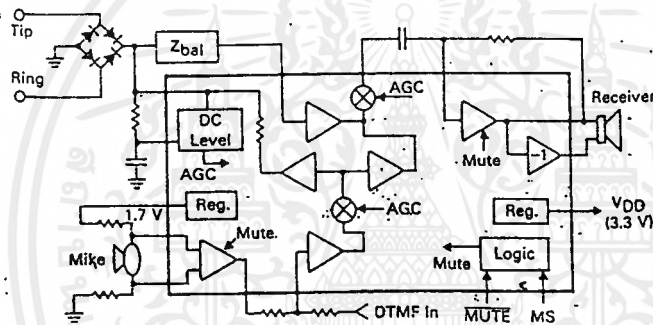 Tip
Ring
Zbal
AGC
Receiver
DC
Level
AGC
Mute
-1
Reg.
1.7 V
AGC
Reg.
VDD
(3.3 V)
Mike
Mute.
Mute
Logic
DTMF In
MUTE
MS